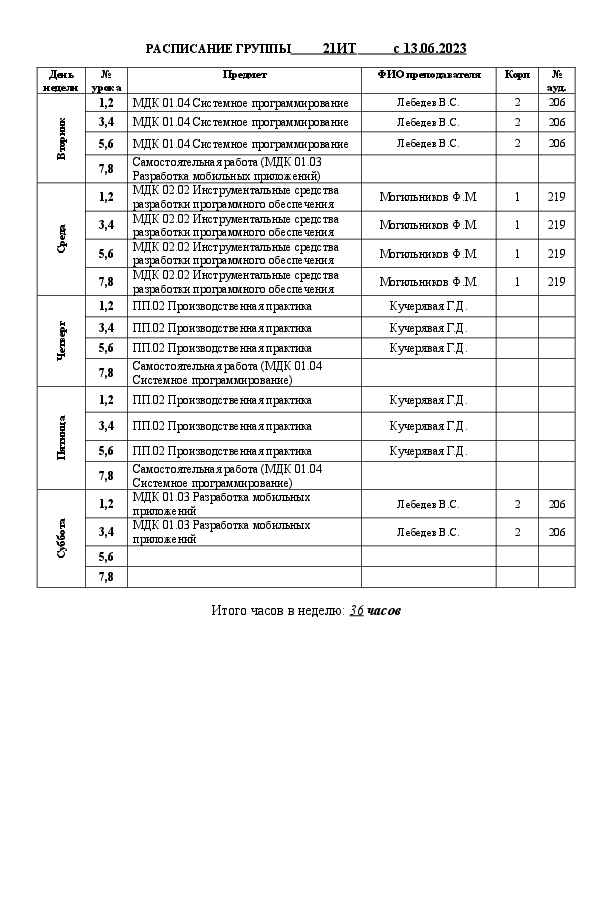 РАСПИСАНИЕ ГРУППЫ_____21ИТ_____с 13.06.2023
День недели № урока Предмет ФИО преподавателя Корп № ауд.
Вторник
1,2 МДК 01.04 Системное программирование Лебедев В.С. 2 206
3,4 МДК 01.04 Системное программирование Лебедев В.С. 2 206
5,6 МДК 01.04 Системное программирование Лебедев В.С. 2 206
7,8 Самостоятельная работа (МДК 01.03
Разработка мобильных приложений)
Среда
1,2 МДК 02.02 Инструментальные средства
разработки программного обеспечения Могильников Ф.М. 1 219
3,4 МДК 02.02 Инструментальные средства
разработки программного обеспечения Могильников Ф.М. 1 219
5,6 МДК 02.02 Инструментальные средства
разработки программного обеспечения Могильников Ф.М. 1 219
7,8 МДК 02.02 Инструментальные средства
разработки программного обеспечения Могильников Ф.М. 1 219
Четверг
1,2 ПП.02 Производственная практика Кучерявая Г.Д.
3,4 ПП.02 Производственная практика Кучерявая Г.Д.
5,6 ПП.02 Производственная практика Кучерявая Г.Д.
7,8 Самостоятельная работа (МДК 01.04
Системное программирование)
Пятница
1,2 ПП.02 Производственная практика Кучерявая Г.Д.
3,4 ПП.02 Производственная практика Кучерявая Г.Д.
5,6 ПП.02 Производственная практика Кучерявая Г.Д.
7,8 Самостоятельная работа (МДК 01.04
Системное программирование)
Суббота
1,2 МДК 01.03 Разработка мобильных
приложений Лебедев В.С. 2 206
3,4 МДК 01.03 Разработка мобильных
приложений Лебедев В.С. 2 206
5,6
7,8
Итого часов в неделю: 36 часов